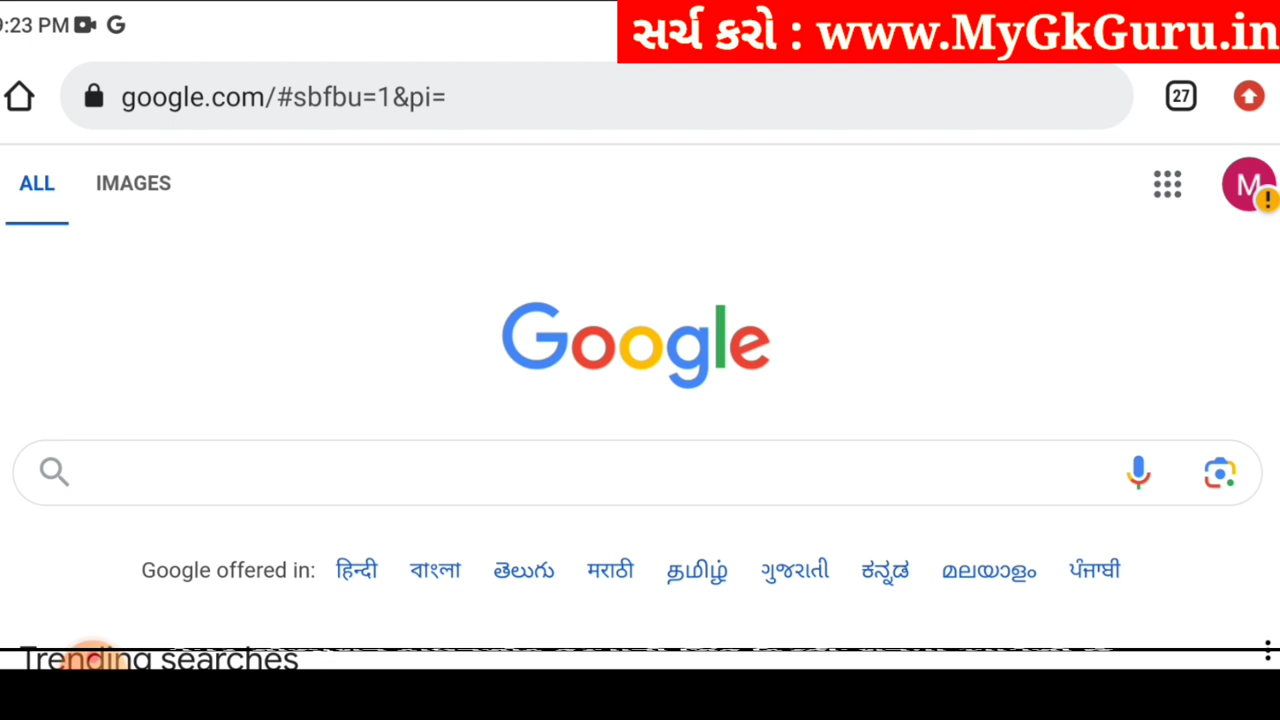 9:23 PM
સર્ચ કરો : www.MyGkGuru.in
google.com/#sbfbu=1&pi=
27
ALL IMAGES
M
Google
Google offered in: हिन्दी বাংলা తెలుగు मराठी தமிழ் ગુજરાતી ಕನ್ನಡ മലയാളം ਪੰਜਾਬੀ
Trending searches